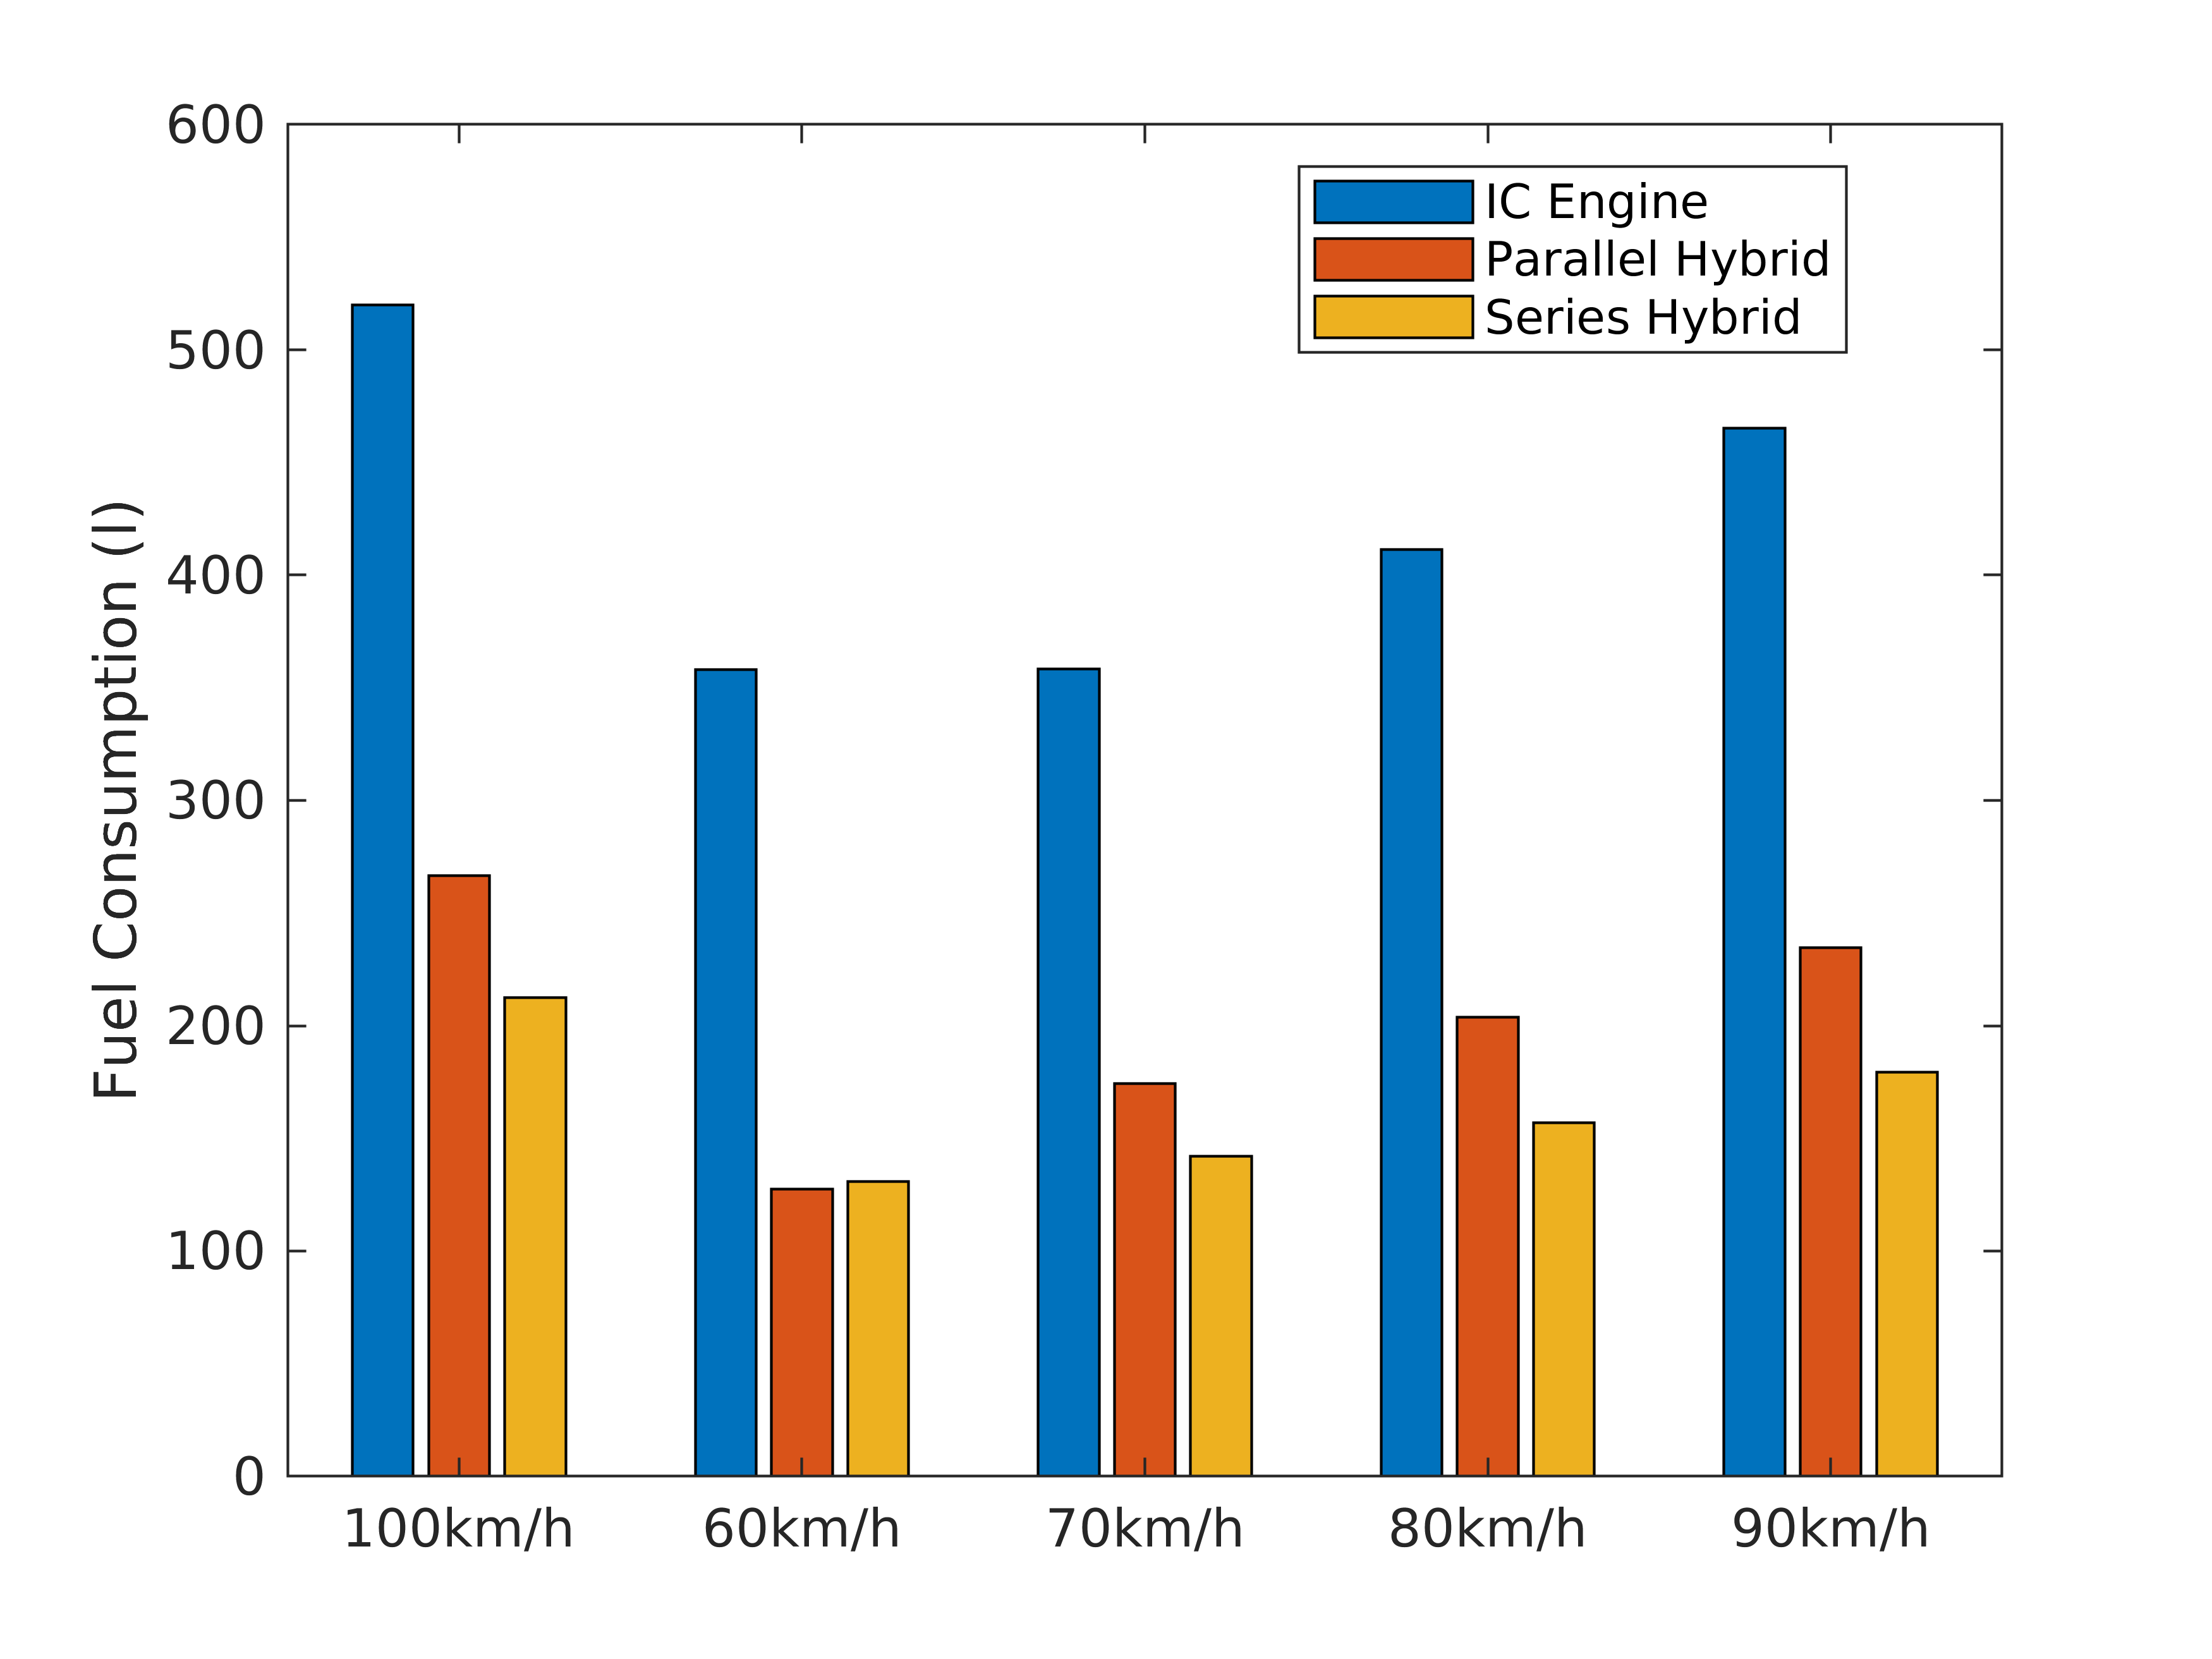 600
500
400
300
200
100
0
Fuel Consumption (l)
IC Engine
Parallel Hybrid
Series Hybrid
100km/h 60km/h 70km/h 80km/h 90km/h